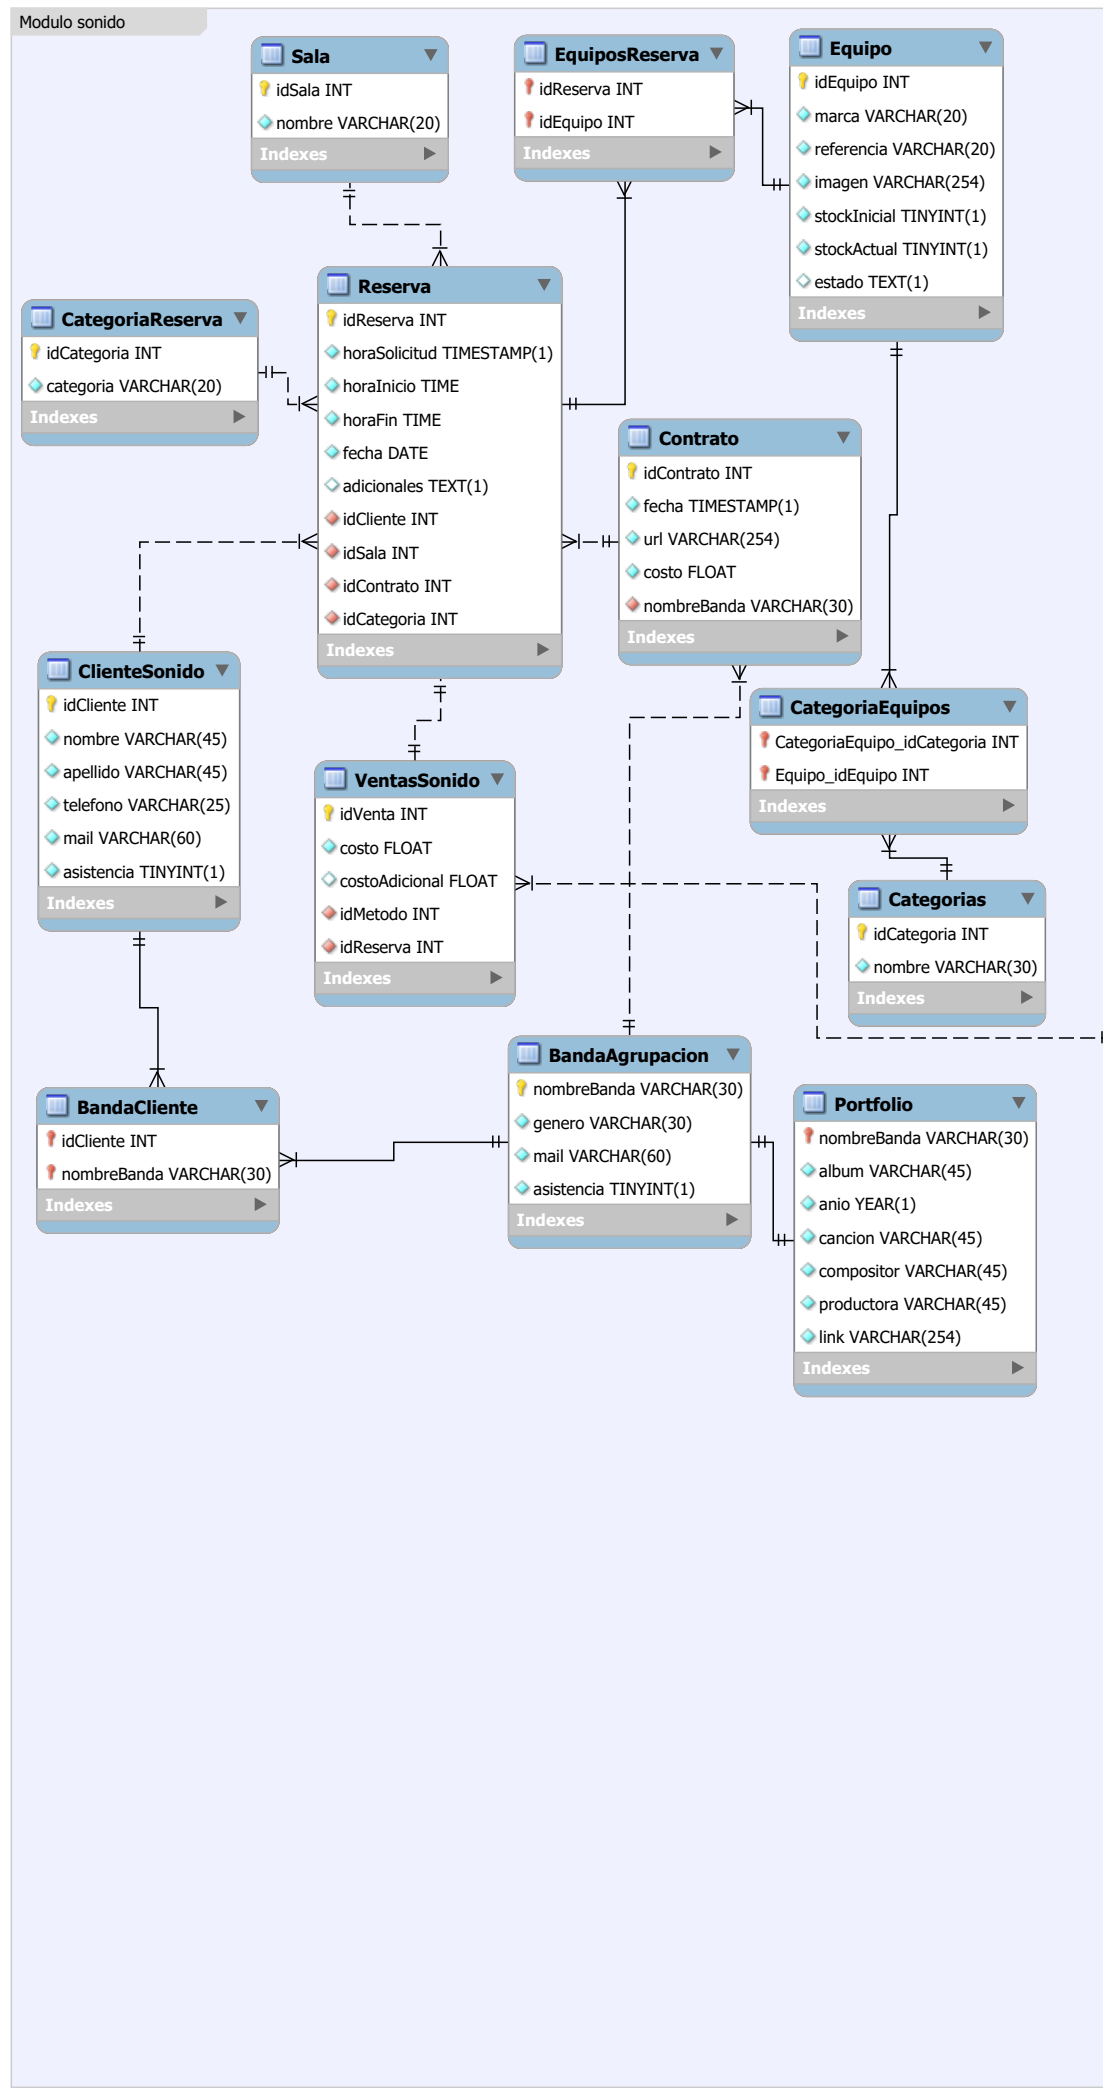 Modulo sonido
Sala
idSala INT
nombre VARCHAR(20)
Indexes
EquiposReserva
idReserva INT
idEquipo INT
Indexes
Equipo
idEquipo INT
marca VARCHAR(20)
referencia VARCHAR(20)
imagen VARCHAR(254)
stockInicial TINYINT(1)
stockActual TINYINT(1)
estado TEXT(1)
Indexes
CategoriaReserva
idCategoria INT
categoria VARCHAR(20)
Indexes
Reserva
idReserva INT
horaSolicitud TIMESTAMP(1)
horaInicio TIME
horaFin TIME
fecha DATE
adicionales TEXT(1)
idCliente INT
idSala INT
idContrato INT
idCategoria INT
Indexes
Contrato
idContrato INT
fecha TIMESTAMP(1)
url VARCHAR(254)
costo FLOAT
nombreBanda VARCHAR(30)
Indexes
ClienteSonido
idCliente INT
nombre VARCHAR(45)
apellido VARCHAR(45)
telefono VARCHAR(25)
mail VARCHAR(60)
asistencia TINYINT(1)
Indexes
CategoriaEquipos
CategoriaEquipo_idCategoria INT
Equipo_idEquipo INT
Indexes
VentasSonido
idVenta INT
costo FLOAT
costoAdicional FLOAT
idMetodo INT
idReserva INT
Indexes
Categorias
idCategoria INT
nombre VARCHAR(30)
Indexes
BandaCliente
idCliente INT
nombreBanda VARCHAR(30)
Indexes
BandaAgrupacion
nombreBanda VARCHAR(30)
genero VARCHAR(30)
mail VARCHAR(60)
asistencia TINYINT(1)
Indexes
Portfolio
nombreBanda VARCHAR(30)
album VARCHAR(45)
anio YEAR(1)
cancion VARCHAR(45)
compositor VARCHAR(45)
productora VARCHAR(45)
link VARCHAR(254)
Indexes